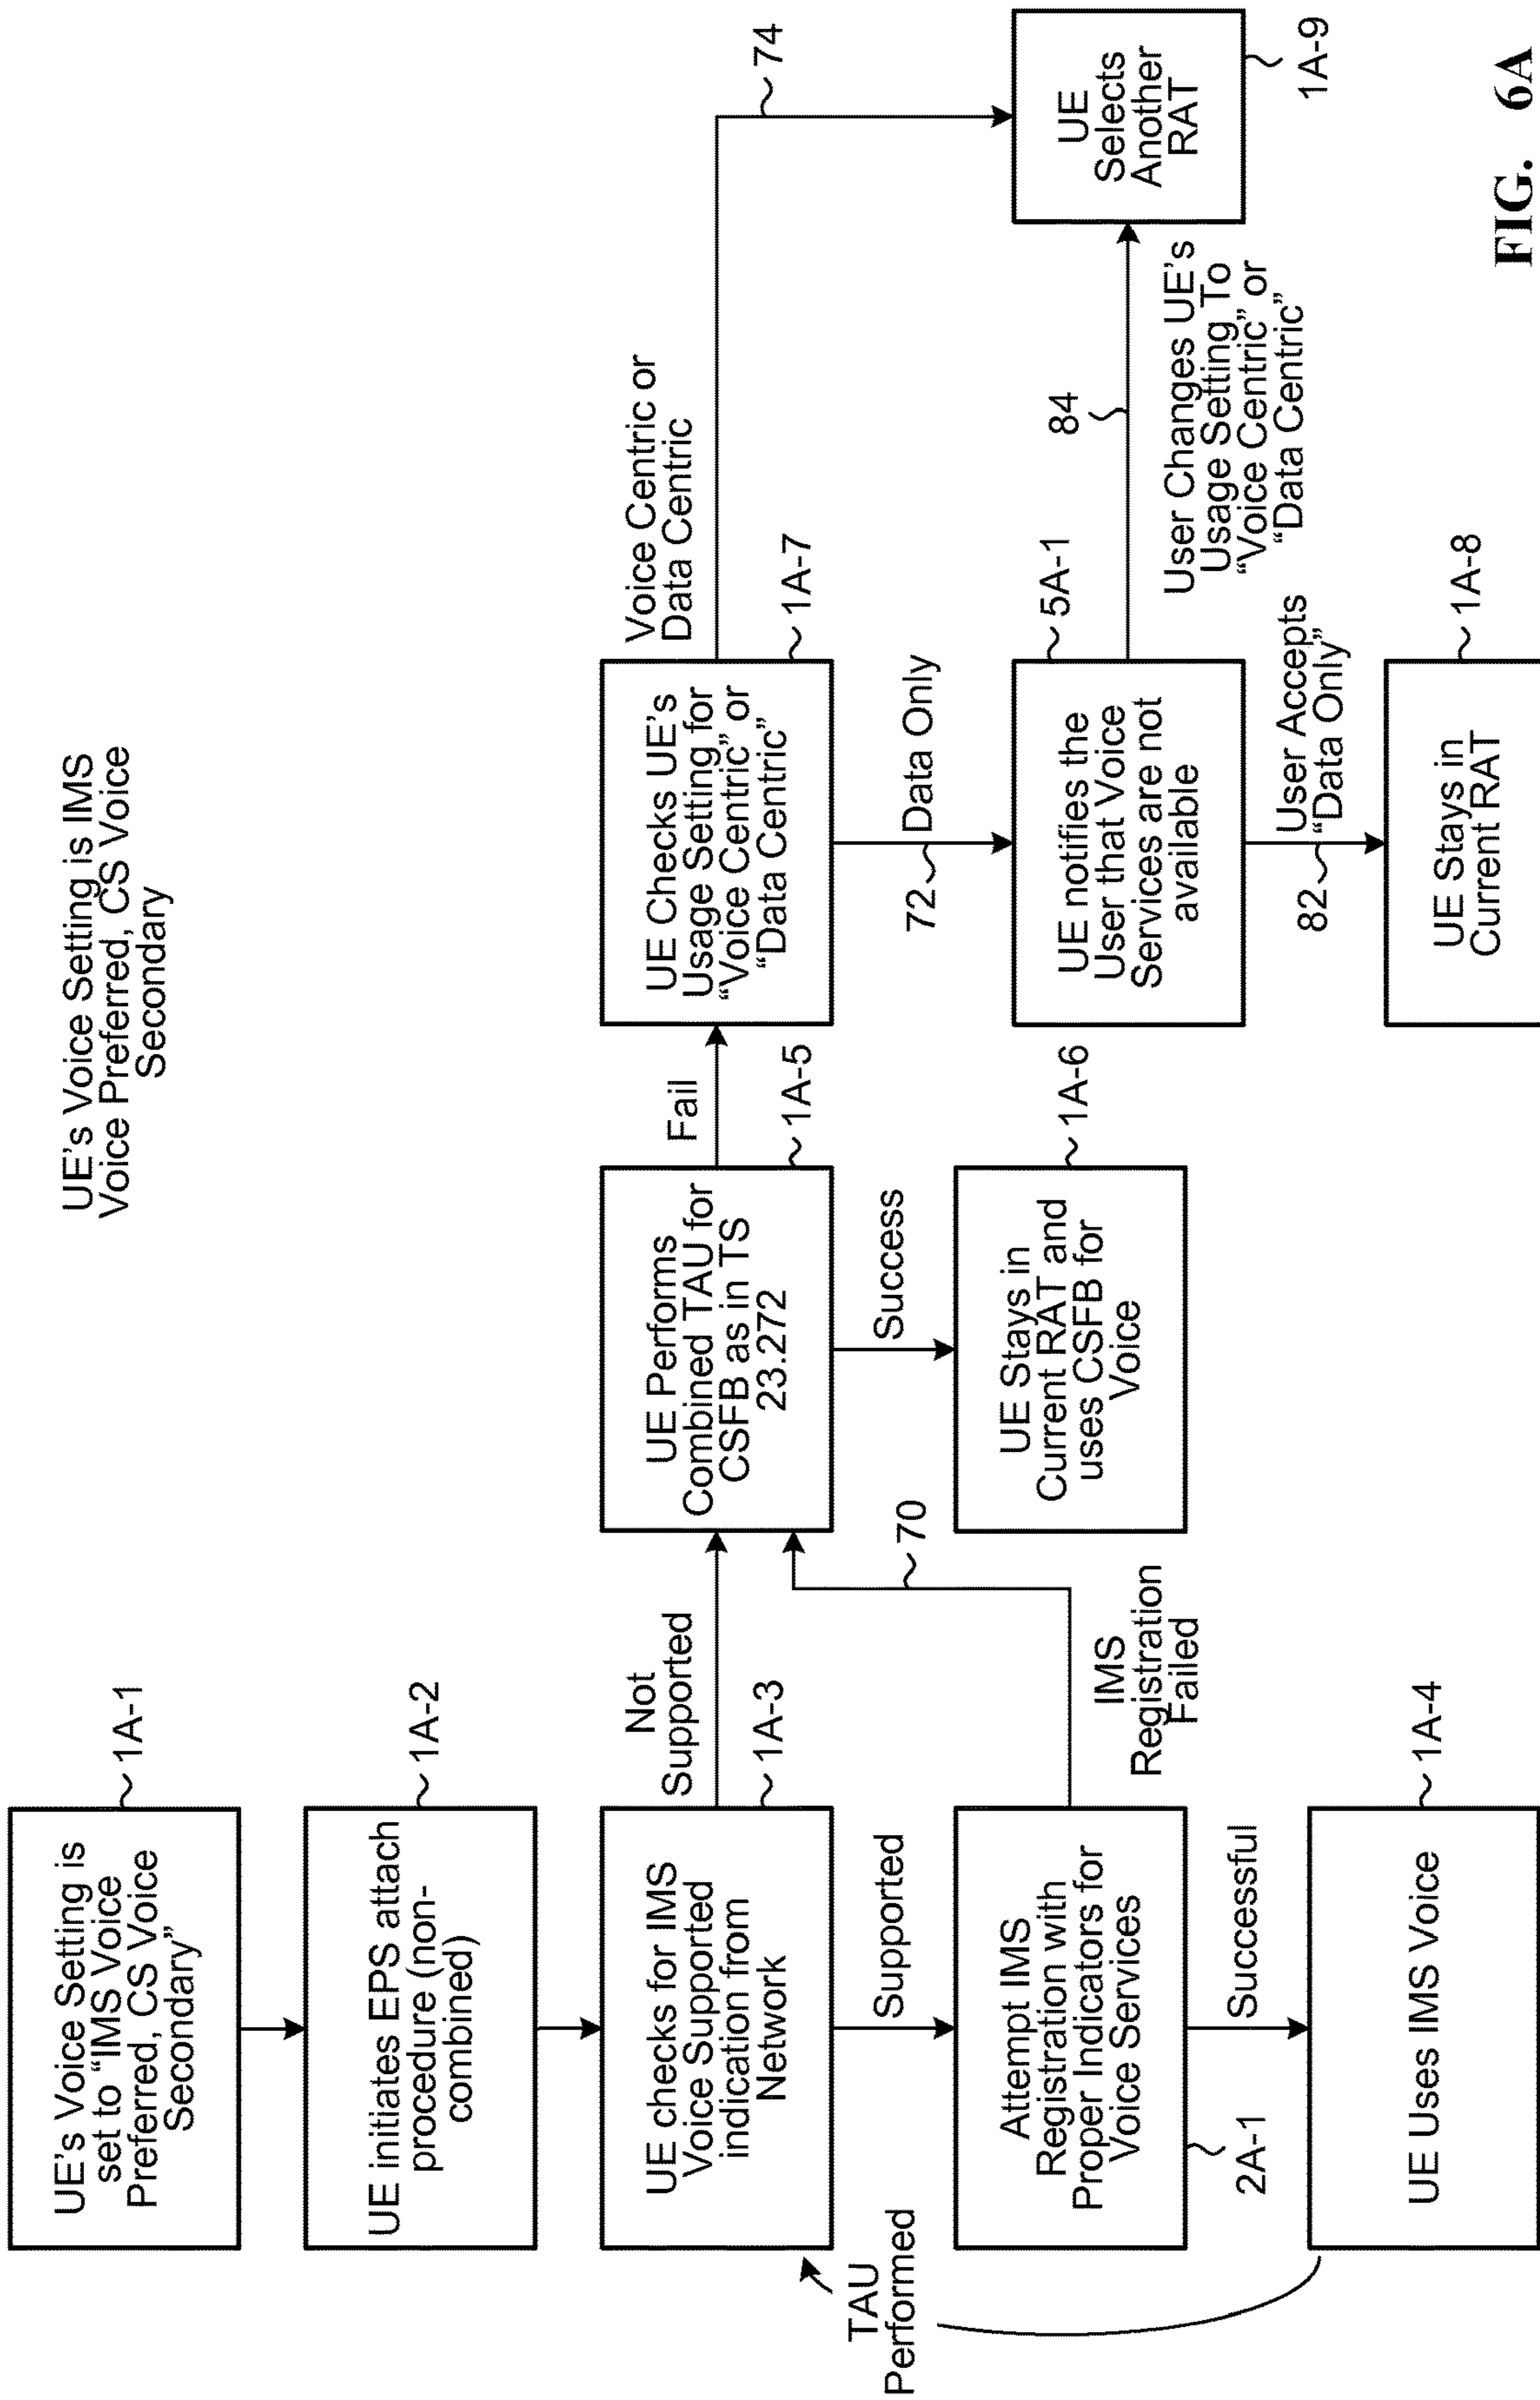 UE's Voice Setting is IMS
Voice Preferred, CS Voice
Secondary
UE's Voice Setting is
set to “IMS Voice
Preferred, CS Voice
Secondary”
1A-1
UE initiates EPS attach
procedure (non-
combined)
1A-2
UE checks for IMS
Voice Supported
indication from
Network
1A-3
Not
Supported
Supported
TAU
Performed
Attempt IMS
Registration with
Proper Indicators for
Voice Services
2A-1
IMS
Registration
Failed
70
Successful
UE Uses IMS Voice
1A-4
UE Performs
Combined TAU for
CSFB as in TS
23.272
1A-5
Fail
Success
UE Stays in
Current RAT and
uses CSFB for
Voice
1A-6
UE Checks UE's
Usage Setting for
“Voice Centric” or
“Data Centric”
1A-7
Voice Centric or
Data Centric
74
72
Data Only
UE notifies the
User that Voice
Services are not
available
5A-1
84
User Changes UE's
Usage Setting To
“Voice Centric” or
“Data Centric”
82
User Accepts
“Data Only”
UE Stays in
Current RAT
1A-8
UE
Selects
Another
RAT
1A-9
FIG. 6A